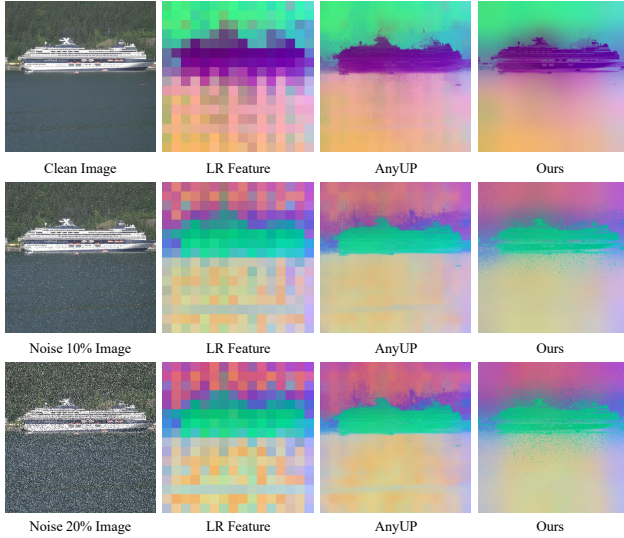 Clean Image LR Feature AnyUP Ours
Noise 10% Image LR Feature AnyUP Ours
Noise 20% Image LR Feature AnyUP Ours